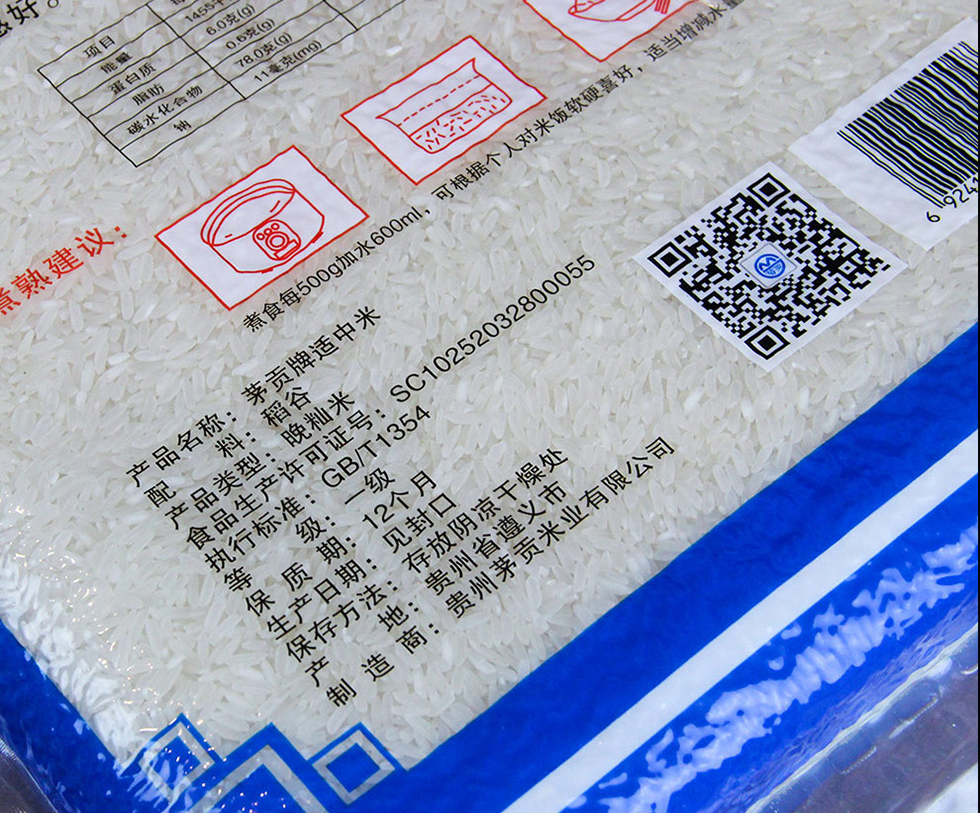 感好。
项目
能量 1455千
蛋白质 6.0克(g)
脂肪 0.6克(g)
碳水化合物 78.0克(g)
钠 11毫克(mg)
煮熟建议：
煮食每500g加水600ml，可根据个人对米饭软硬喜好，适当增减水量
产品名称：茅贡牌适中米
配料：稻谷
产品类型：晚籼米
食品生产许可证号：SC10252032800055
执行标准：GB/T1354
等级：一级
保质期：12个月
生产日期：见封口
保存方法：存放阴凉干燥处
产地：贵州省遵义市
制造商：贵州茅贡米业有限公司
6 924